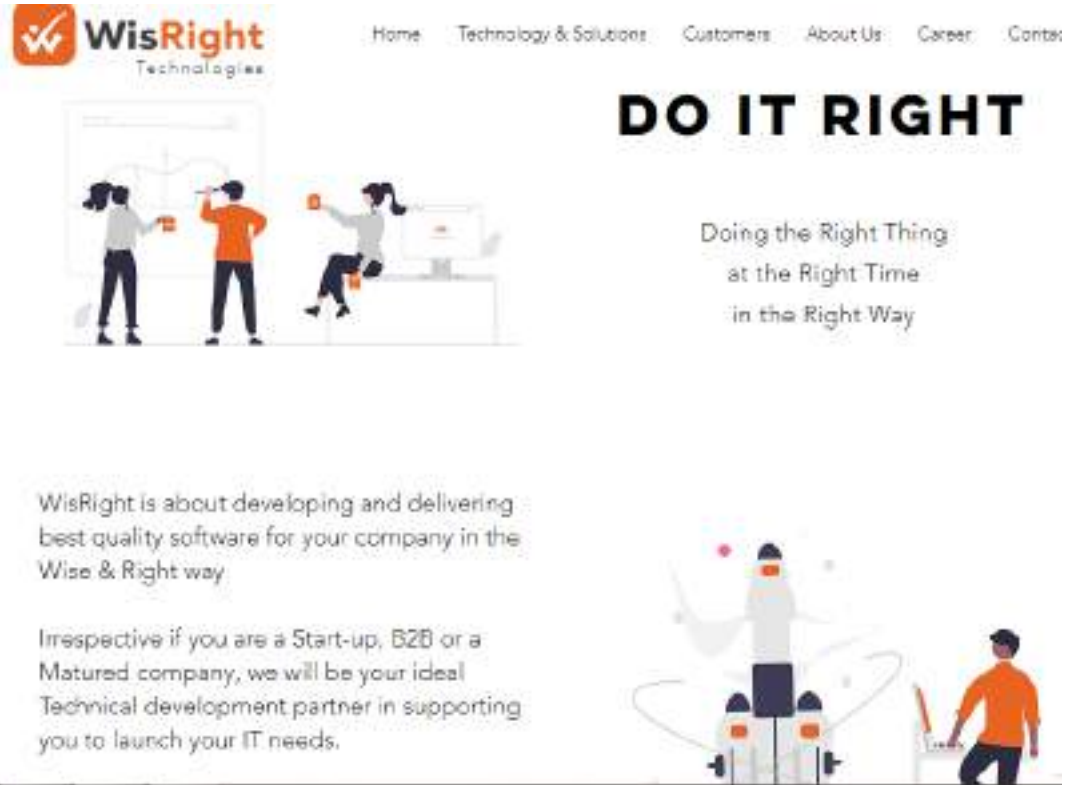 WisRight
Technologies
Home Technology & Solutions Customers About Us Career
DO IT RIGHT
Doing the Right Thing
at the Right Time
in the Right Way
WisRight is about developing and delivering
best quality software for your company in the
Wise & Right way
Irrespective if you are a Start-up, B2B or a
Matured company, we will be your ideal
Technical development partner in supporting
you to launch your IT needs.